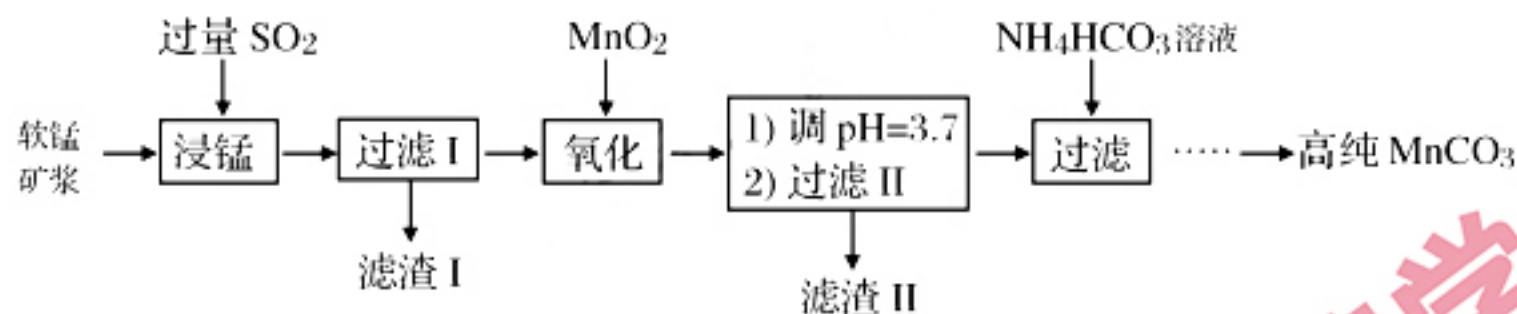 过量 SO2
MnO2
NH4HCO3溶液
软锰
矿浆
浸锰
过滤 I
氧化
1) 调 pH=3.7
2) 过滤 II
过滤
·····
高纯 MnCO3
滤渣 I
滤渣 II
学